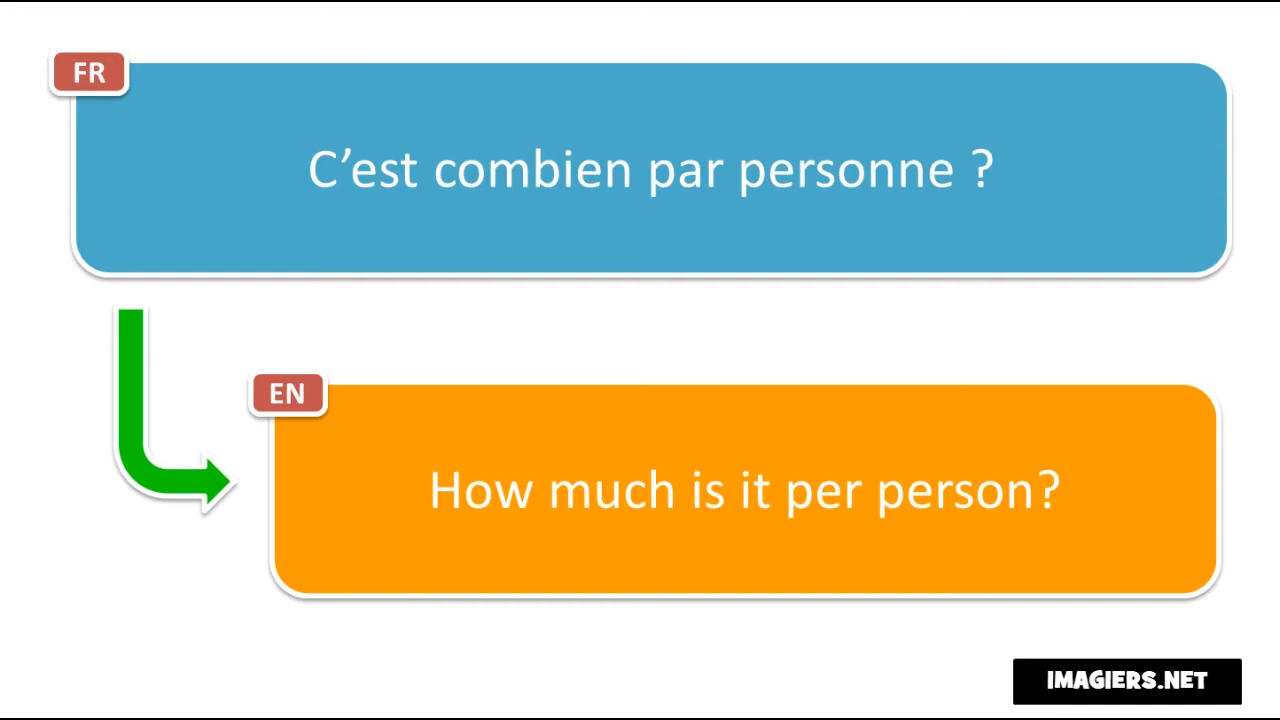 FR
C’est combien par personne ?
EN
How much is it per person?
IMAGIERS.NET